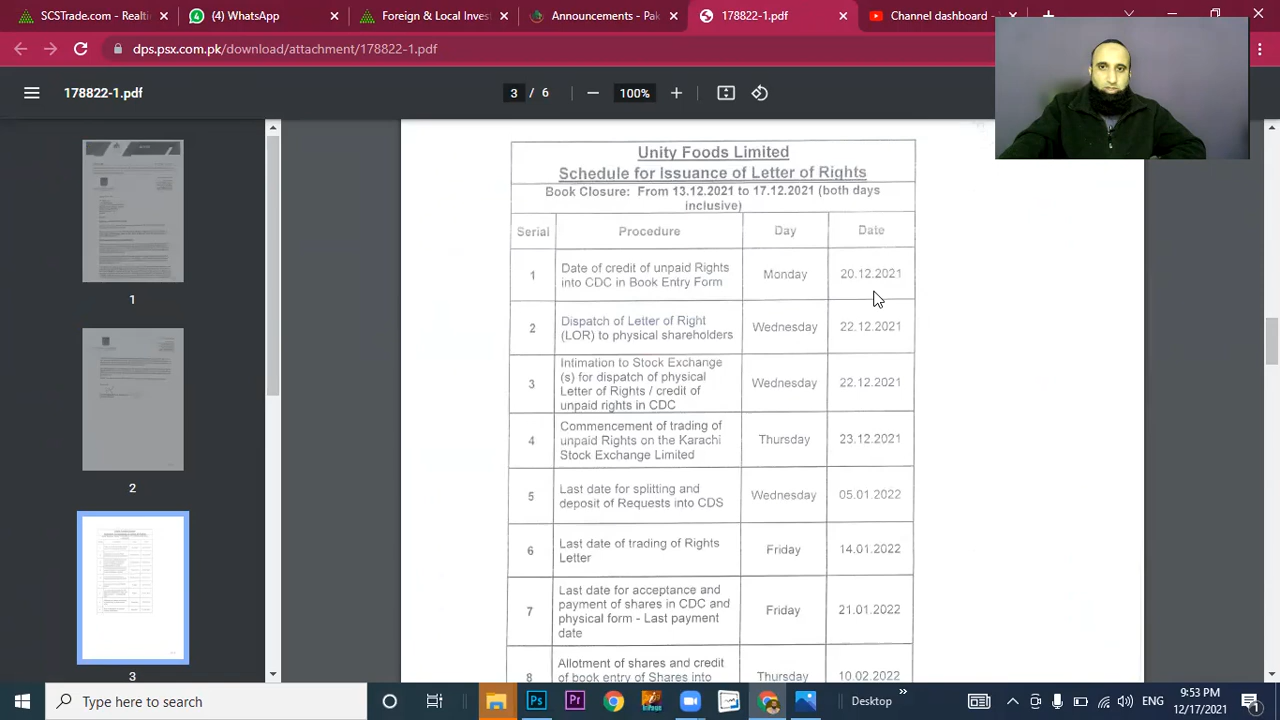 SCSTrade.com - Realti
(4) WhatsApp
Foreign & Local Invest
Announcements - Pak
178822-1.pdf
Channel dashboard
dps.psx.com.pk/download/attachment/178822-1.pdf
178822-1.pdf
3 / 6
100%
1
2
3
Unity Foods Limited
Schedule for Issuance of Letter of Rights
Book Closure: From 13.12.2021 to 17.12.2021 (both days
inclusive)
Serial Procedure Day Date
1 Date of credit of unpaid Rights
into CDC in Book Entry Form Monday 20.12.2021
2 Dispatch of Letter of Right
(LOR) to physical shareholders Wednesday 22.12.2021
3 Intimation to Stock Exchange
(s) for dispatch of physical
Letter of Rights / credit of
unpaid rights in CDC Wednesday 22.12.2021
4 Commencement of trading of
unpaid Rights on the Karachi
Stock Exchange Limited Thursday 23.12.2021
5 Last date for splitting and
deposit of Requests into CDS Wednesday 05.01.2022
6 Last date of trading of Rights
Letter Friday 14.01.2022
7 Last date for acceptance and
payment of shares in CDC and
physical form - Last payment
date Friday 21.01.2022
8 Allotment of shares and credit
of book entry of Shares into Thursday 10.02.2022
Type here to search
Desktop
ENG
9:53 PM
12/17/2021